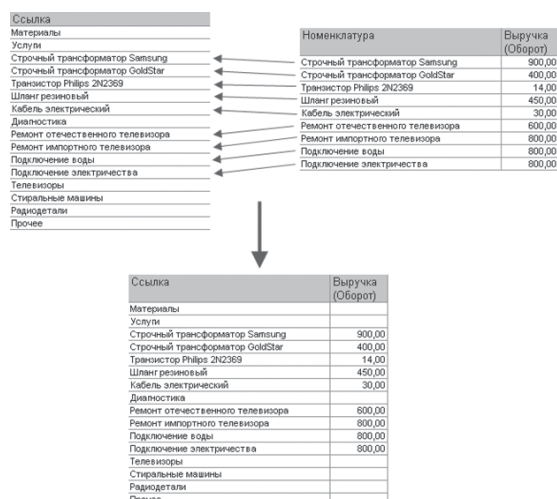 Ссылка
Материалы
Услуги
Строчный трансформатор Samsung
Строчный трансформатор GoldStar
Транзистор Philips 2N2369
Шланг резиновый
Кабель электрический
Диагностика
Ремонт отечественного телевизора
Ремонт импортного телевизора
Подключение воды
Подключение электричества
Телевизоры
Стиральные машины
Радиодетали
Прочее
Номенклатура Выручка
(Оборот)
Строчный трансформатор Samsung 900,00
Строчный трансформатор GoldStar 400,00
Транзистор Philips 2N2369 14,00
Шланг резиновый 450,00
Кабель электрический 30,00
Ремонт отечественного телевизора 600,00
Ремонт импортного телевизора 800,00
Подключение воды 800,00
Подключение электричества 800,00
Ссылка Выручка
(Оборот)
Материалы
Услуги
Строчный трансформатор Samsung 900,00
Строчный трансформатор GoldStar 400,00
Транзистор Philips 2N2369 14,00
Шланг резиновый 450,00
Кабель электрический 30,00
Диагностика
Ремонт отечественного телевизора 600,00
Ремонт импортного телевизора 800,00
Подключение воды 800,00
Подключение электричества 800,00
Телевизоры
Стиральные машины
Радиодетали
Прочее